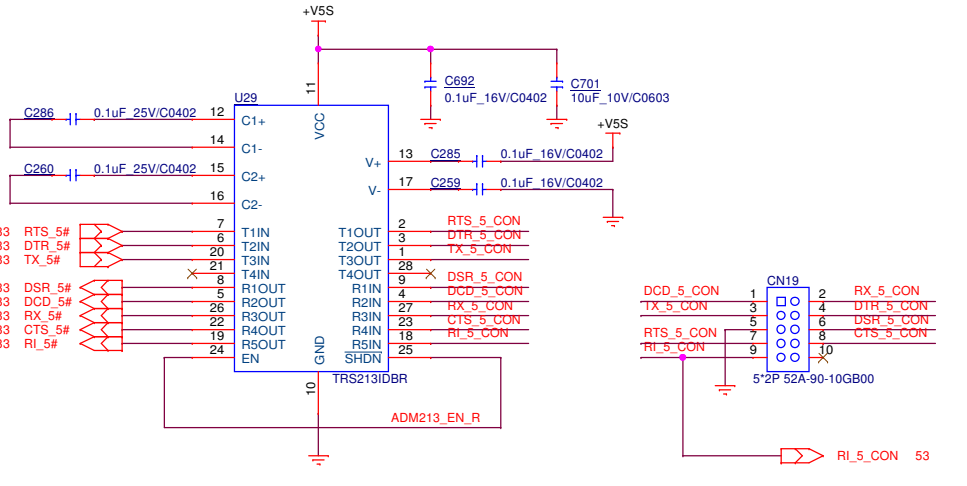 +V5S
C692
0.1uF_16V/C0402
C701
10uF_10V/C0603
U29
11
VCC
C286 0.1uF_25V/C0402 12 C1+
14 C1-
C260 0.1uF_25V/C0402 15 C2+
16 C2-
+V5S
V+ 13 C285 0.1uF_16V/C0402
V- 17 C259 0.1uF_16V/C0402
RTS_5# 7 T1IN T1OUT 2 RTS_5_CON
DTR_5# 6 T2IN T2OUT 3 DTR_5_CON
TX_5# 20 T3IN T3OUT 1 TX_5_CON
21 T4IN T4OUT 28
33 DSR_5# 8 R1OUT R1IN 9 DSR_5_CON
33 DCD_5# 5 R2OUT R2IN 4 DCD_5_CON
33 RX_5# 26 R3OUT R3IN 27 RX_5_CON
33 CTS_5# 22 R4OUT R4IN 23 CTS_5_CON
33 RI_5# 19 R5OUT R5IN 18 RI_5_CON
24 EN SHDN 25
GND
10
TRS213IDBR
ADM213_EN_R
CN19
DCD_5_CON 1 2 RX_5_CON
TX_5_CON 3 4 DTR_5_CON
5 6 DSR_5_CON
RTS_5_CON 7 8 CTS_5_CON
RI_5_CON 9 10
5*2P 52A-90-10GB00
RI_5_CON 53